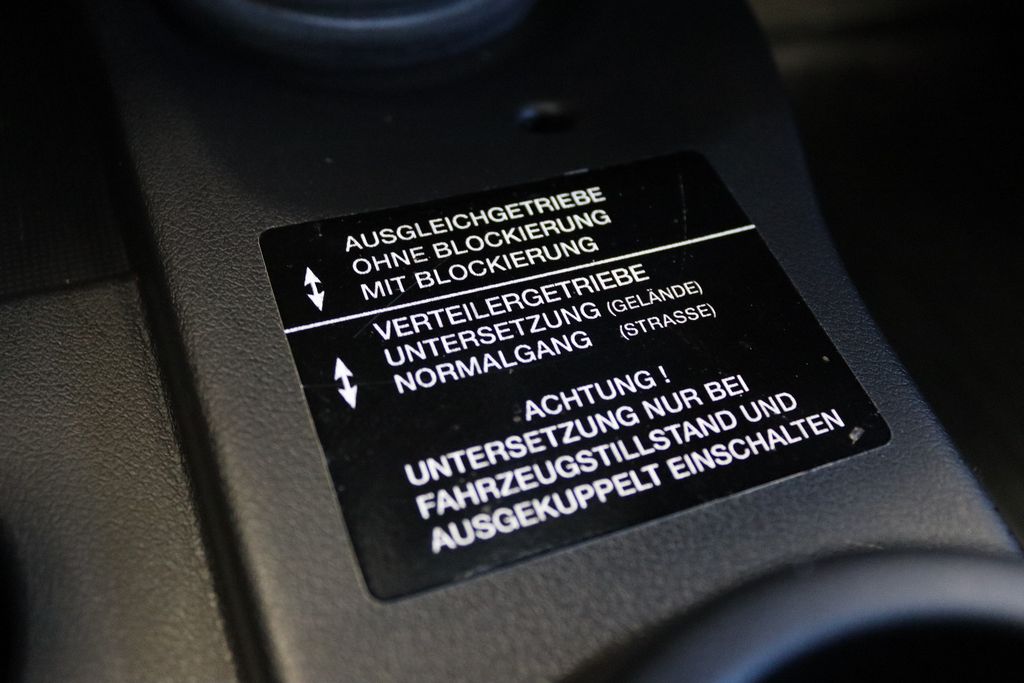 AUSGLEICHGETRIEBE
OHNE BLOCKIERUNG
MIT BLOCKIERUNG
VERTEILERGETRIEBE
UNTERSETZUNG (GELÄNDE)
NORMALGANG (STRASSE)
ACHTUNG !
UNTERSETZUNG NUR BEI
FAHRZEUGSTILLSTAND UND
AUSGEKUPPELT EINSCHALTEN